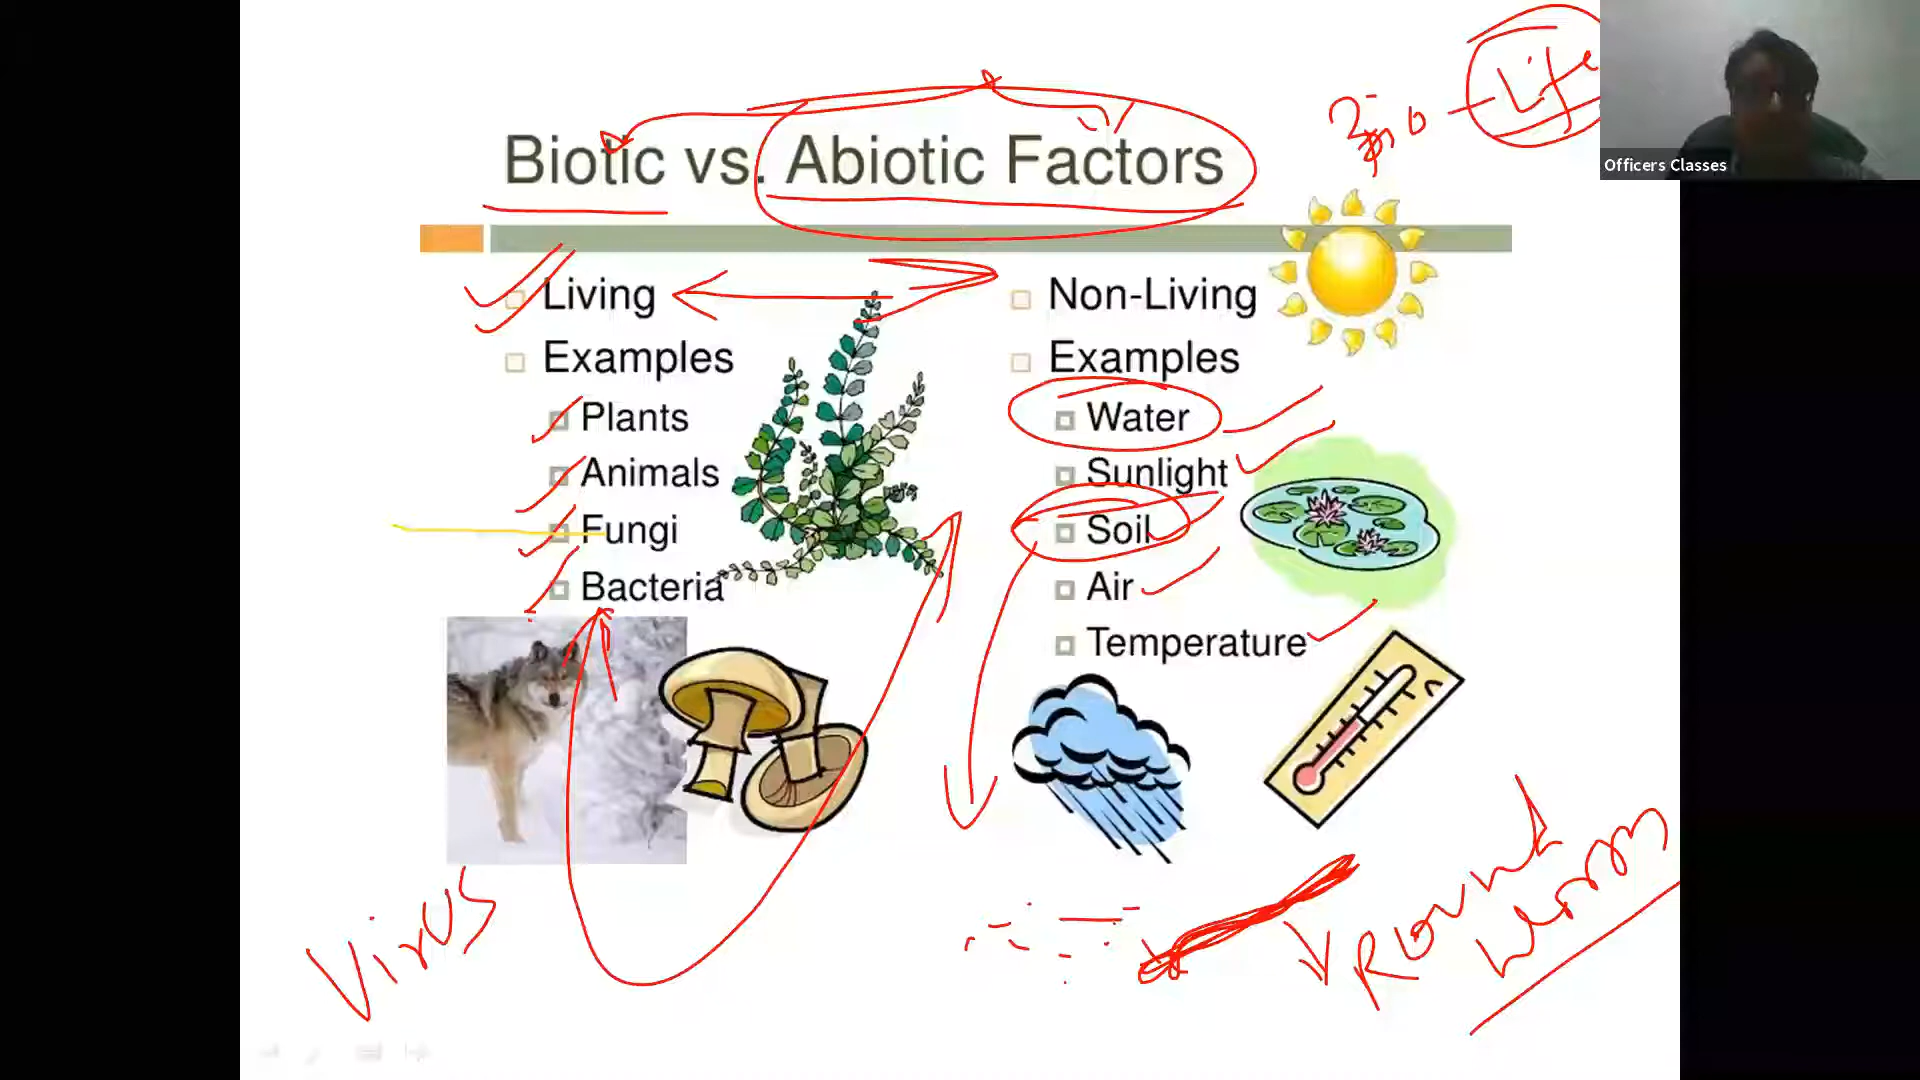 Life
Bio
Officers Classes
Biotic vs. Abiotic Factors
Living
Examples
Plants
Animals
Fungi
Bacteria
Non-Living
Examples
Water
Sunlight
Soil
Air
Temperature
Virus
Round
Worm